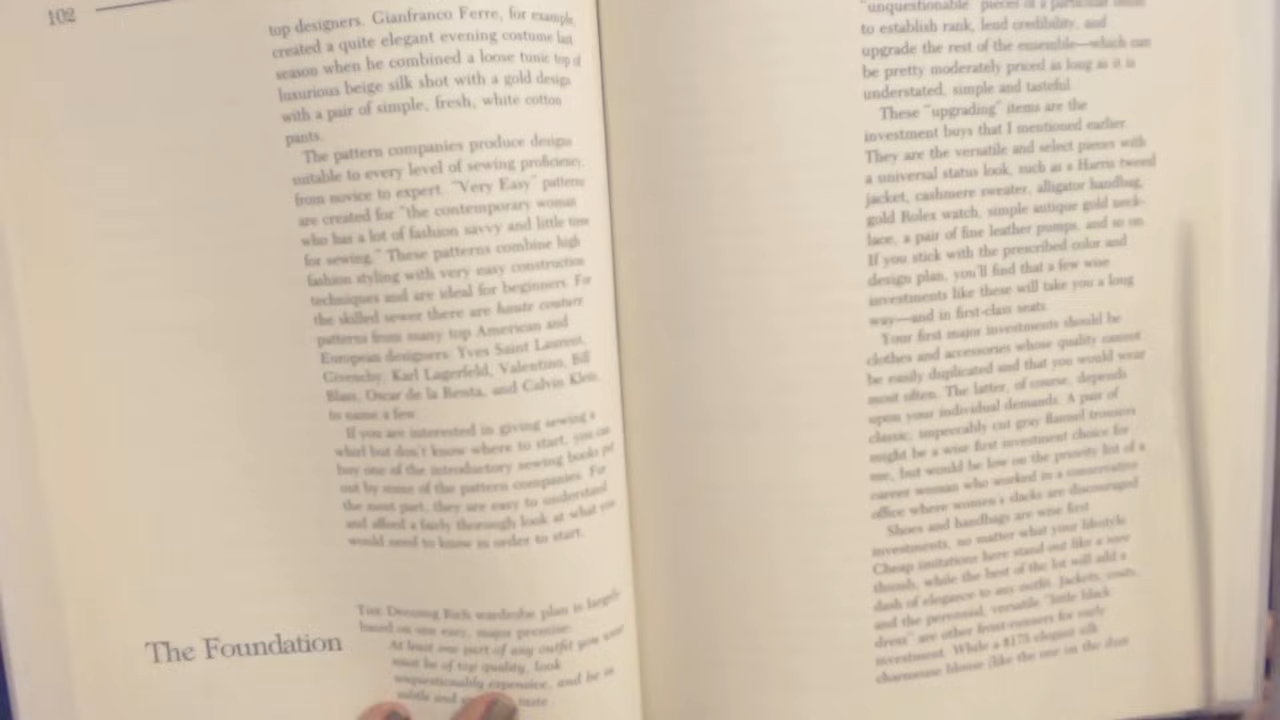 102
top designers. Gianfranco Ferre, for example,
created a quite elegant evening costume last
season when he combined a loose tunic top of
luxurious beige silk shot with a gold design
with a pair of simple, fresh, white cotton
pants.
The pattern companies produce designs
suitable to every level of sewing proficiency,
from novice to expert. "Very Easy" patterns
are created for "the contemporary woman
who has a lot of fashion savvy and little time
for sewing." These patterns combine high
fashion styling with very easy construction
techniques and are ideal for beginners. For
the skilled sewer there are haute couture
patterns from many top American and
European designers: Yves Saint Laurent,
Givenchy, Karl Lagerfeld, Valentino, Bill
Blass, Oscar de la Renta, and Calvin Klein,
to name a few.
If you are interested in giving sewing a
whirl but don't know where to start, you can
buy one of the introductory sewing books put
out by some of the pattern companies. For
the most part, they are easy to understand
and afford a fairly thorough look at what you
would need to know in order to start.
The Foundation
The Dressing Rich wardrobe plan is largely
based on one easy, major premise:
At least one part of any outfit you wear
must be of top quality, look
unquestionably expensive, and be in
subtle and taste
"unquestionable" pieces of a particular
to establish rank, lend credibility, and
upgrade the rest of the ensemble—which can
be pretty moderately priced as long as it is
understated, simple and tasteful.
These "upgrading" items are the
investment buys that I mentioned earlier.
They are the versatile and select pieces with
a universal status look, such as a Harris tweed
jacket, cashmere sweater, alligator handbag,
gold Rolex watch, simple antique gold neck-
lace, a pair of fine leather pumps, and so on.
If you stick with the prescribed color and
design plan, you'll find that a few wise
investments like these will take you a long
way—and in first-class seats.
Your first major investments should be
clothes and accessories whose quality cannot
be easily duplicated and that you would wear
most often. The latter, of course, depends
upon your individual demands. A pair of
classic, impeccably cut gray flannel trousers
might be a wise first investment choice for
me, but would be low on the priority list of a
career woman who worked in a conservative
office where women's slacks are discouraged.
Shoes and handbags are wise first
investments, no matter what your lifestyle.
Cheap imitations here stand out like a sore
thumb, while the best of the lot will add a
dash of elegance to any outfit. Jackets, coats,
and the perennial, versatile "little black
dress" are other front-runners for early
investment. While a $175 elegant silk
charmeuse blouse (like the one on the